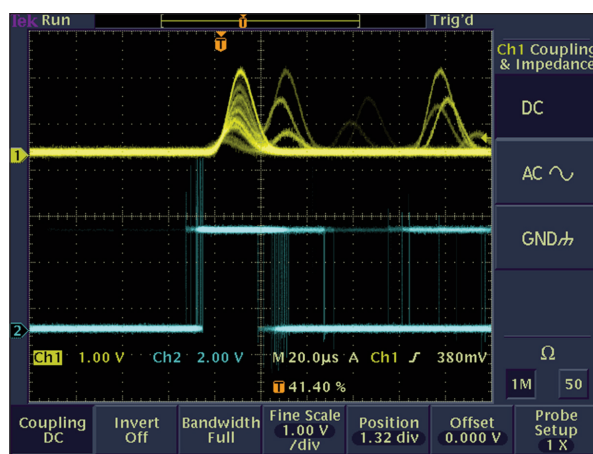 Tek Run Trig'd
T
T
Ch1 Coupling
& Impedance
DC
AC
GND
1
2
Ch1 1.00 V Ch2 2.00 V M 20.0µs A Ch1 380mV
T 41.40 %
Ω
1M 50
Coupling
DC
Invert
Off
Bandwidth
Full
Fine Scale
1.00 V
/div
Position
1.32 div
Offset
0.000 V
Probe
Setup
1 X